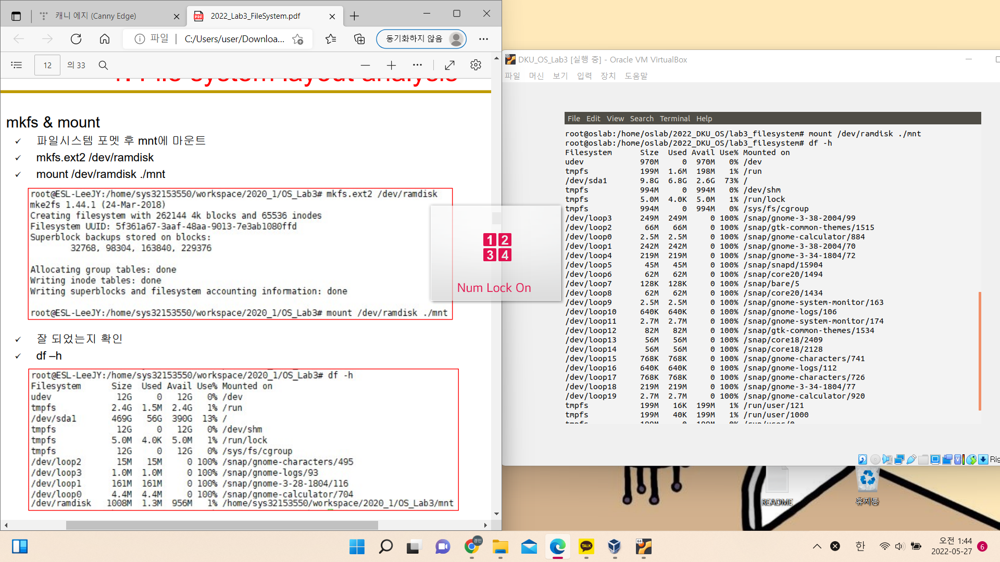 캐니 에지 (Canny Edge)
2022_Lab3_FileSystem.pdf
파일
C:/Users/user/Downloa...
동기화하지 않음
12
의 33
1. File system layout analysis
mkfs & mount
파일시스템 포멧 후 mnt에 마운트
mkfs.ext2 /dev/ramdisk
mount /dev/ramdisk ./mnt
root@ESL-LeeJY:/home/sys32153550/workspace/2020_1/OS_Lab3# mkfs.ext2 /dev/ramdisk
mke2fs 1.44.1 (24-Mar-2018)
Creating filesystem with 262144 4k blocks and 65536 inodes
Filesystem UUID: 5f361a67-3aaf-48aa-9013-7e3ab1080ffd
Superblock backups stored on blocks:
32768, 98304, 163840, 229376
Allocating group tables: done
Writing inode tables: done
Writing superblocks and filesystem accounting information: done
root@ESL-LeeJY:/home/sys32153550/workspace/2020_1/OS_Lab3# mount /dev/ramdisk ./mnt
잘 되었는지 확인
df –h
root@ESL-LeeJY:/home/sys32153550/workspace/2020_1/OS_Lab3# df -h
Filesystem Size Used Avail Use% Mounted on
udev 12G 0 12G 0% /dev
tmpfs 2.4G 1.5M 2.4G 1% /run
/dev/sda1 469G 56G 390G 13% /
tmpfs 12G 0 12G 0% /dev/shm
tmpfs 5.0M 4.0K 5.0M 1% /run/lock
tmpfs 12G 0 12G 0% /sys/fs/cgroup
/dev/loop2 15M 15M 0 100% /snap/gnome-characters/495
/dev/loop3 1.0M 1.0M 0 100% /snap/gnome-logs/93
/dev/loop1 161M 161M 0 100% /snap/gnome-3-28-1804/116
/dev/loop0 4.4M 4.4M 0 100% /snap/gnome-calculator/704
/dev/ramdisk 1008M 1.3M 956M 1% /home/sys32153550/workspace/2020_1/OS_Lab3/mnt
1 2
3 4
Num Lock On
DKU_OS_Lab3 [실행 중] - Oracle VM VirtualBox
파일 머신 보기 입력 장치 도움말
File Edit View Search Terminal Help
root@oslab:/home/oslab/2022_DKU_OS/lab3_filesystem# mount /dev/ramdisk ./mnt
root@oslab:/home/oslab/2022_DKU_OS/lab3_filesystem# df -h
Filesystem Size Used Avail Use% Mounted on
udev 970M 0 970M 0% /dev
tmpfs 199M 1.6M 198M 1% /run
/dev/sda1 9.8G 6.8G 2.6G 73% /
tmpfs 994M 0 994M 0% /dev/shm
tmpfs 5.0M 4.0K 5.0M 1% /run/lock
tmpfs 994M 0 994M 0% /sys/fs/cgroup
/dev/loop3 249M 249M 0 100% /snap/gnome-3-38-2004/99
/dev/loop2 66M 66M 0 100% /snap/gtk-common-themes/1515
/dev/loop0 2.5M 2.5M 0 100% /snap/gnome-calculator/884
/dev/loop1 242M 242M 0 100% /snap/gnome-3-38-2004/70
/dev/loop4 219M 219M 0 100% /snap/gnome-3-34-1804/72
/dev/loop5 45M 45M 0 100% /snap/snapd/15904
/dev/loop6 62M 62M 0 100% /snap/core20/1494
/dev/loop7 128K 128K 0 100% /snap/bare/5
/dev/loop8 62M 62M 0 100% /snap/core20/1434
/dev/loop9 2.5M 2.5M 0 100% /snap/gnome-system-monitor/163
/dev/loop10 640K 640K 0 100% /snap/gnome-logs/106
/dev/loop11 2.7M 2.7M 0 100% /snap/gnome-system-monitor/174
/dev/loop12 82M 82M 0 100% /snap/gtk-common-themes/1534
/dev/loop13 56M 56M 0 100% /snap/core18/2409
/dev/loop14 56M 56M 0 100% /snap/core18/2128
/dev/loop15 768K 768K 0 100% /snap/gnome-characters/741
/dev/loop16 640K 640K 0 100% /snap/gnome-logs/112
/dev/loop17 768K 768K 0 100% /snap/gnome-characters/726
/dev/loop18 219M 219M 0 100% /snap/gnome-3-34-1804/77
/dev/loop19 2.7M 2.7M 0 100% /snap/gnome-calculator/920
tmpfs 199M 16K 199M 1% /run/user/121
tmpfs 199M 40K 199M 1% /run/user/1000
tmpfs 199M 0 199M 0% /run/user/0
Rig
README
휴지통
경민
TALK
64
한
오전 1:44
2022-05-27
6